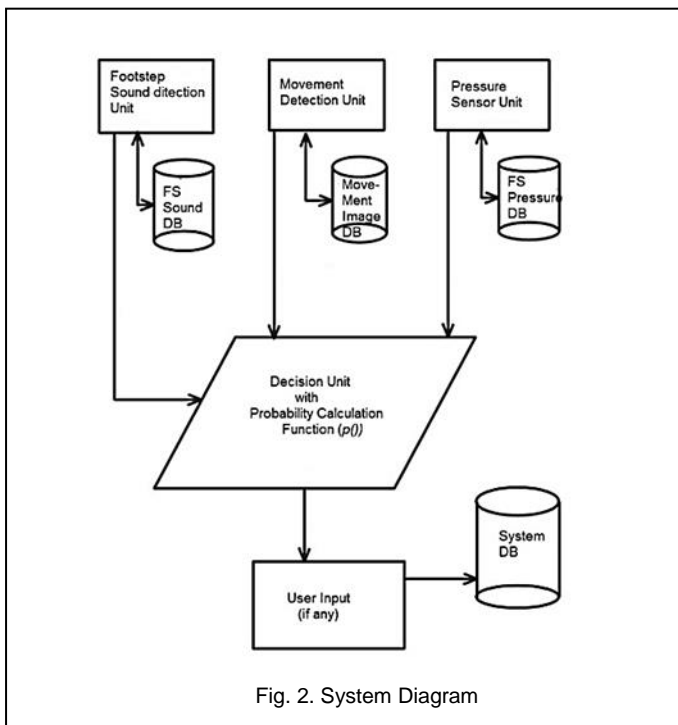 Footstep
Sound ditection
Unit
Movement
Detection Unit
Pressure
Sensor Unit
FS
Sound
DB
Move-
Ment
Image
DB
FS
Pressure
DB
Decision Unit
with
Probability Calculation
Function (p())
System
DB
User Input
(if any)
Fig. 2. System Diagram